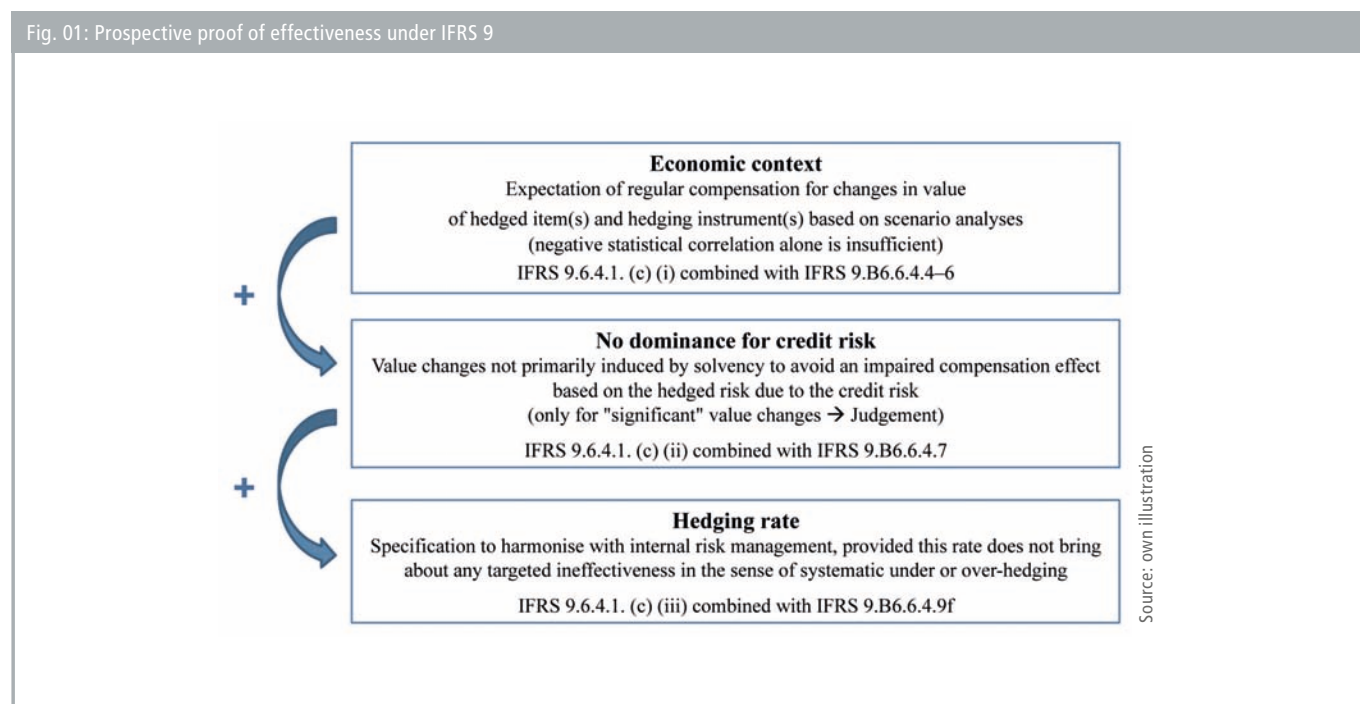 Fig. 01: Prospective proof of effectiveness under IFRS 9
Economic context
Expectation of regular compensation for changes in value
of hedged item(s) and hedging instrument(s) based on scenario analyses
(negative statistical correlation alone is insufficient)
IFRS 9.6.4.1. (c) (i) combined with IFRS 9.B6.6.4.4–6
+
No dominance for credit risk
Value changes not primarily induced by solvency to avoid an impaired compensation effect
based on the hedged risk due to the credit risk
(only for "significant" value changes → Judgement)
IFRS 9.6.4.1. (c) (ii) combined with IFRS 9.B6.6.4.7
+
Hedging rate
Specification to harmonise with internal risk management, provided this rate does not bring
about any targeted ineffectiveness in the sense of systematic under or over-hedging
IFRS 9.6.4.1. (c) (iii) combined with IFRS 9.B6.6.4.9f
Source: own illustration